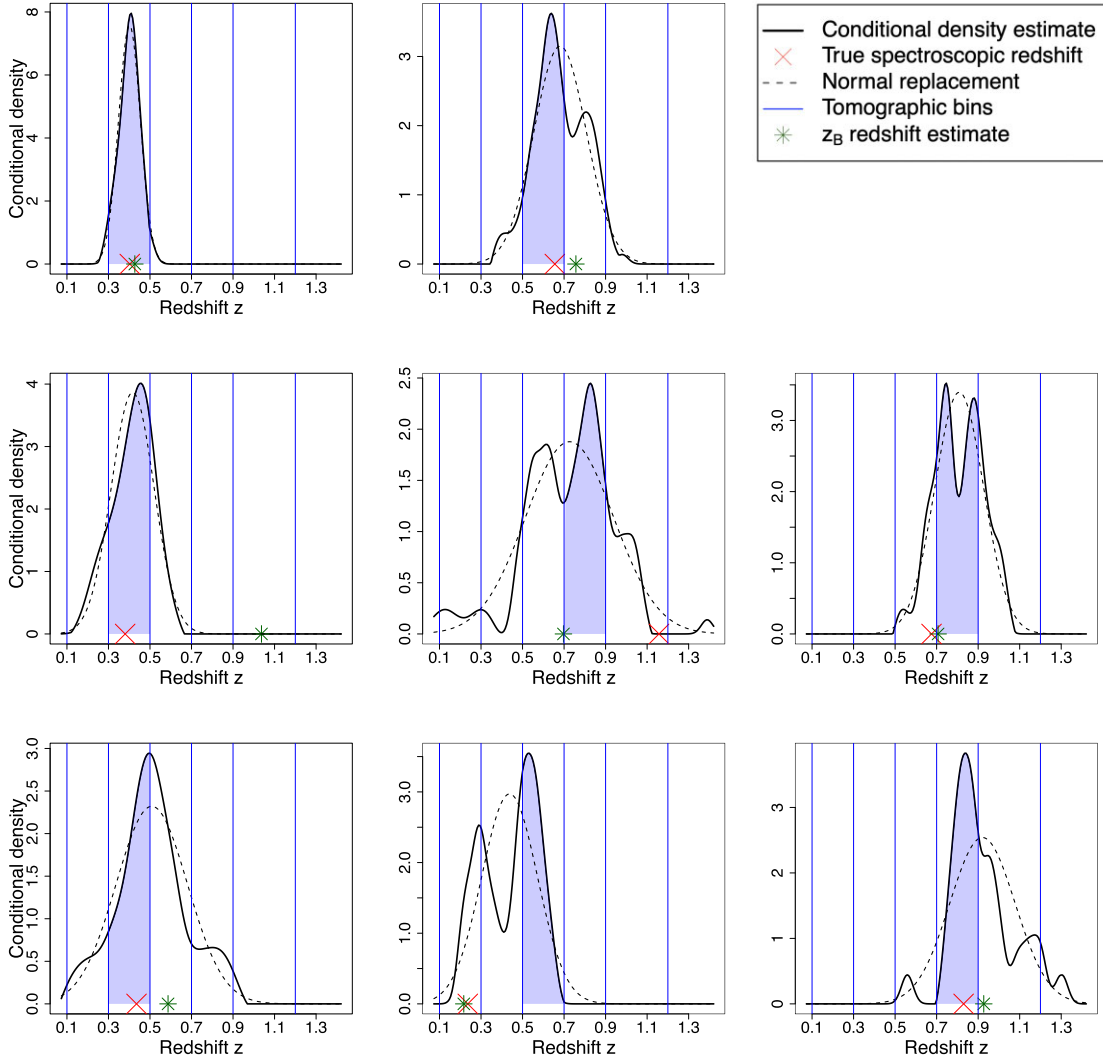 Conditional density
8
6
4
2
0
0.1 0.3 0.5 0.7 0.9 1.1 1.3
Redshift z
3
2
1
0
0.1 0.3 0.5 0.7 0.9 1.1 1.3
Redshift z
Conditional density estimate
True spectroscopic redshift
Normal replacement
Tomographic bins
z_B redshift estimate
Conditional density
4
3
2
1
0
0.1 0.3 0.5 0.7 0.9 1.1 1.3
Redshift z
2.5
2.0
1.5
1.0
0.5
0.0
0.1 0.3 0.5 0.7 0.9 1.1 1.3
Redshift z
3.0
2.0
1.0
0.0
0.1 0.3 0.5 0.7 0.9 1.1 1.3
Redshift z
Conditional density
3.0
2.5
2.0
1.5
1.0
0.5
0.0
0.1 0.3 0.5 0.7 0.9 1.1 1.3
Redshift z
3.0
2.0
1.0
0.0
0.1 0.3 0.5 0.7 0.9 1.1 1.3
Redshift z
3
2
1
0
0.1 0.3 0.5 0.7 0.9 1.1 1.3
Redshift z